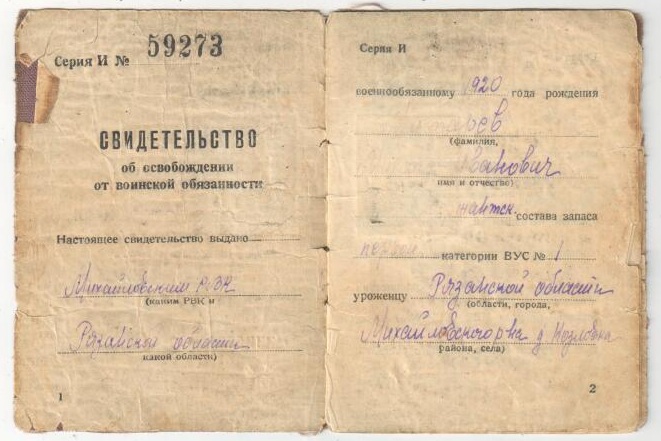 Серия И № 59273
СВИДЕТЕЛЬСТВО
об освобождении
от воинской обязанности
Настоящее свидетельство выдано
Михайловским РВК
(каким РВК и
Рязанской области
какой области)
1
Серия И
военнообязанному 1920 года рождения
(фамилия,
Иванович
имя и отчество)
состава запаса
категории ВУС № 1
уроженцу Рязанской области
(области, города,
Михайловского р-на д. Козловка
района, села)
2